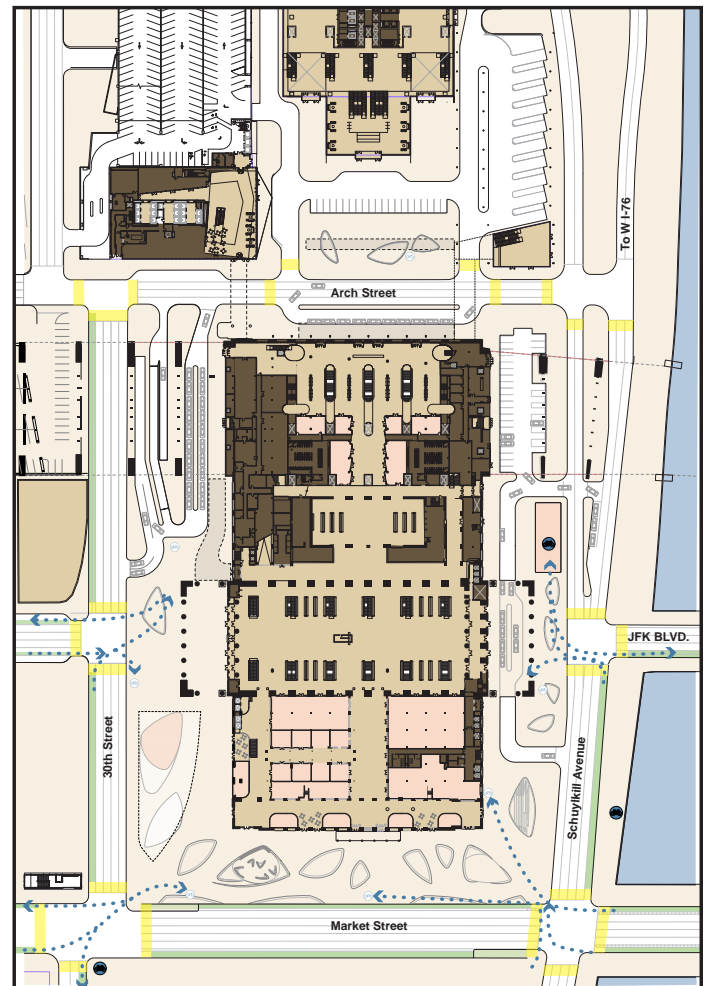 To W I-76
Arch Street
JFK BLVD.
30th Street
Schuylkill Avenue
Market Street